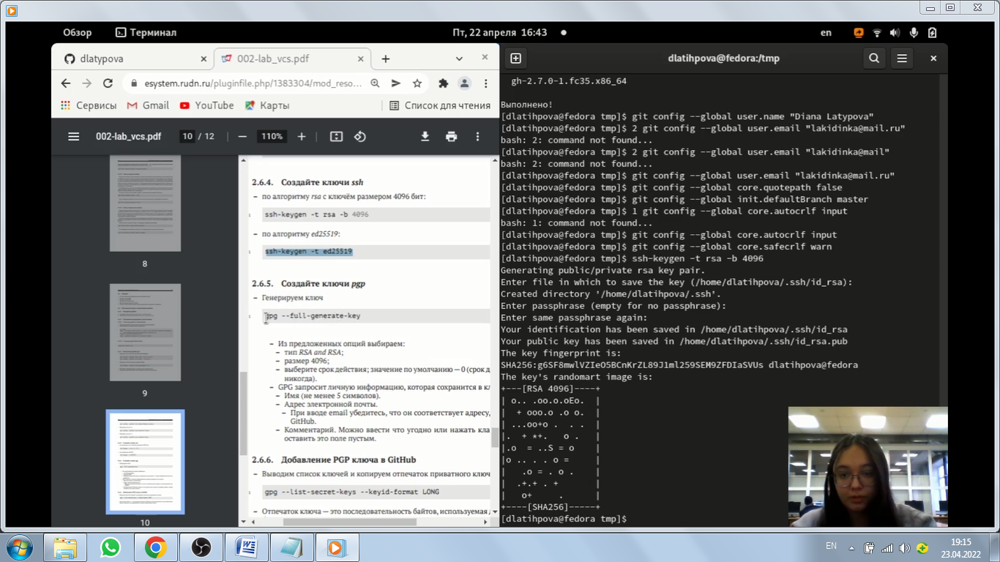 Обзор
Терминал
Пт, 22 апреля 16:43
en
dlatypova
002-lab_vcs.pdf
esystem.rudn.ru/pluginfile.php/1383304/mod_reso...
Сервисы
Gmail
YouTube
Карты
Список для чтения
002-lab_vcs.pdf
10 / 12
110%
8
9
10
2.6.4. Создайте ключи ssh
– по алгоритму rsa с ключём размером 4096 бит:
1 ssh-keygen -t rsa -b 4096
– по алгоритму ed25519:
1 ssh-keygen -t ed25519
2.6.5. Создайте ключи pgp
– Генерируем ключ
1 gpg --full-generate-key
– Из предложенных опций выбираем:
– тип RSA and RSA;
– размер 4096;
– выберите срок действия; значение по умолчанию — 0 (срок д
никогда).
– GPG запросит личную информацию, которая сохранится в кл
– Имя (не менее 5 символов).
– Адрес электронной почты.
– При вводе email убедитесь, что он соответствует адресу,
GitHub.
– Комментарий. Можно ввести что угодно или нажать кла
оставить это поле пустым.
2.6.6. Добавление PGP ключа в GitHub
– Выводим список ключей и копируем отпечаток приватного ключ
1 gpg --list-secret-keys --keyid-format LONG
– Отпечаток ключа — это последовательность байтов, используемая д
dlatihpova@fedora:/tmp
gh-2.7.0-1.fc35.x86_64
Выполнено!
[dlatihpova@fedora tmp]$ git config --global user.name "Diana Latypova"
[dlatihpova@fedora tmp]$ 2 git config --global user.email "lakidinka@mail.ru"
bash: 2: command not found...
[dlatihpova@fedora tmp]$ 2 git config --global user.email "lakidinka@mail"
bash: 2: command not found...
[dlatihpova@fedora tmp]$ git config --global user.email "lakidinka@mail.ru"
[dlatihpova@fedora tmp]$ git config --global core.quotepath false
[dlatihpova@fedora tmp]$ git config --global init.defaultBranch master
[dlatihpova@fedora tmp]$ 1 git config --global core.autocrlf input
bash: 1: command not found...
[dlatihpova@fedora tmp]$ git config --global core.autocrlf input
[dlatihpova@fedora tmp]$ git config --global core.safecrlf warn
[dlatihpova@fedora tmp]$ ssh-keygen -t rsa -b 4096
Generating public/private rsa key pair.
Enter file in which to save the key (/home/dlatihpova/.ssh/id_rsa):
Created directory '/home/dlatihpova/.ssh'.
Enter passphrase (empty for no passphrase):
Enter same passphrase again:
Your identification has been saved in /home/dlatihpova/.ssh/id_rsa
Your public key has been saved in /home/dlatihpova/.ssh/id_rsa.pub
The key fingerprint is:
SHA256:g6SF8mwlVZIeO5BCnKrZL89J1ml259SEM9ZFDIaSVUs dlatihpova@fedora
The key's randomart image is:
+---[RSA 4096]----+
| o.. .oo.o.oEo.  |
|  + ooo.o .o o.  |
| ...oo+o .  .    |
|.  + *+.   o .   |
|.o  = ..S = o    |
|o .. . . o =     |
|  .o = . o .     |
|  .+.+ . +       |
|   o+    .       |
+----[SHA256]-----+
[dlatihpova@fedora tmp]$
EN
19:15
23.04.2022